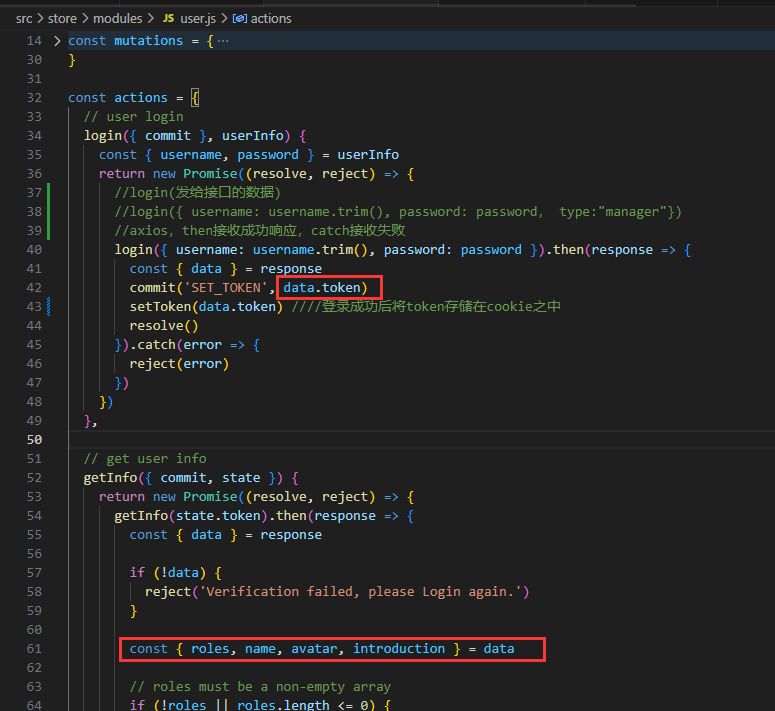 src > store > modules > JS user.js > actions
14 > const mutations = { ⋯
30 }
31
32 const actions = {
33 // user login
34 login({ commit }, userInfo) {
35 const { username, password } = userInfo
36 return new Promise((resolve, reject) => {
37 //login(发给接口的数据)
38 //login({ username: username.trim(), password: password, type:"manager"})
39 //axios, then接收成功响应, catch接收失败
40 login({ username: username.trim(), password: password }).then(response => {
41 const { data } = response
42 commit('SET_TOKEN', data.token)
43 setToken(data.token) ////登录成功后将token存储在cookie之中
44 resolve()
45 }).catch(error => {
46 reject(error)
47 })
48 })
49 },
50
51 // get user info
52 getInfo({ commit, state }) {
53 return new Promise((resolve, reject) => {
54 getInfo(state.token).then(response => {
55 const { data } = response
56
57 if (!data) {
58 reject('Verification failed, please Login again.')
59 }
60
61 const { roles, name, avatar, introduction } = data
62
63 // roles must be a non-empty array
64 if (!roles || roles.length <= 0) {